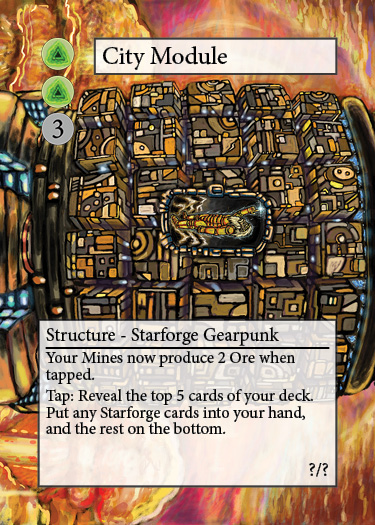 City Module
3
Structure - Starforge Gearpunk
Your Mines now produce 2 Ore when
tapped.
Tap: Reveal the top 5 cards of your deck.
Put any Starforge cards into your hand,
and the rest on the bottom.
?/?